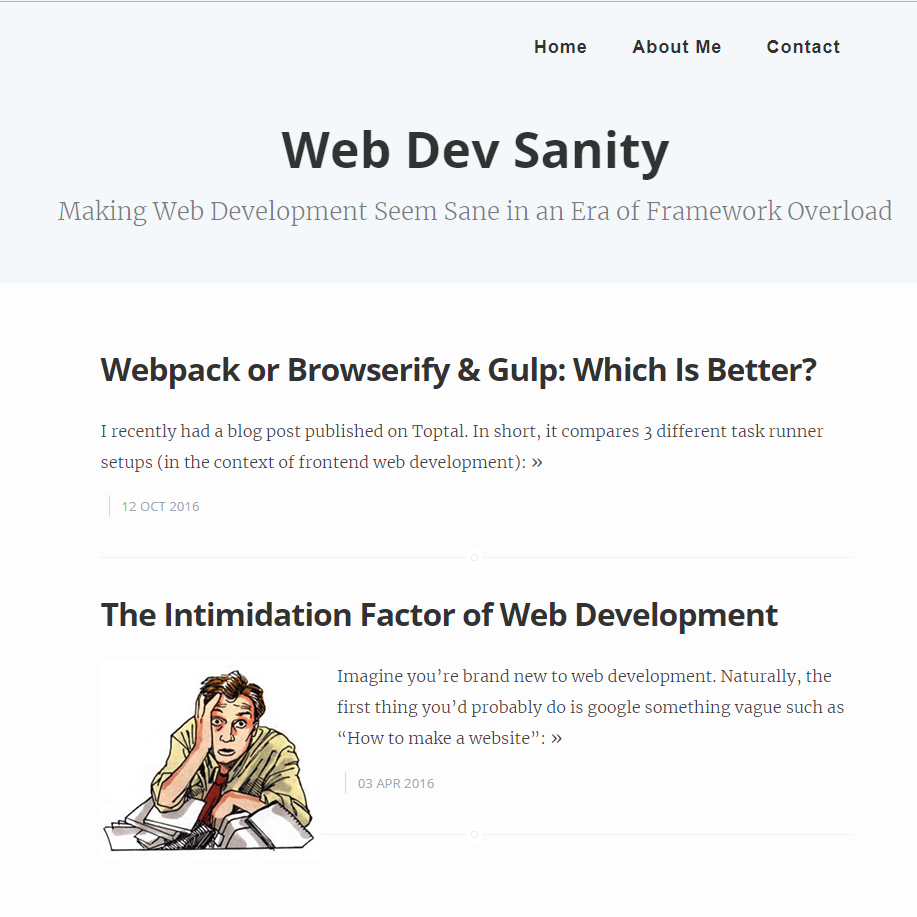 Home About Me Contact
Web Dev Sanity
Making Web Development Seem Sane in an Era of Framework Overload
Webpack or Browserify & Gulp: Which Is Better?
I recently had a blog post published on Toptal. In short, it compares 3 different task runner
setups (in the context of frontend web development): »
12 OCT 2016
The Intimidation Factor of Web Development
Imagine you’re brand new to web development. Naturally, the
first thing you’d probably do is google something vague such as
“How to make a website”: »
03 APR 2016